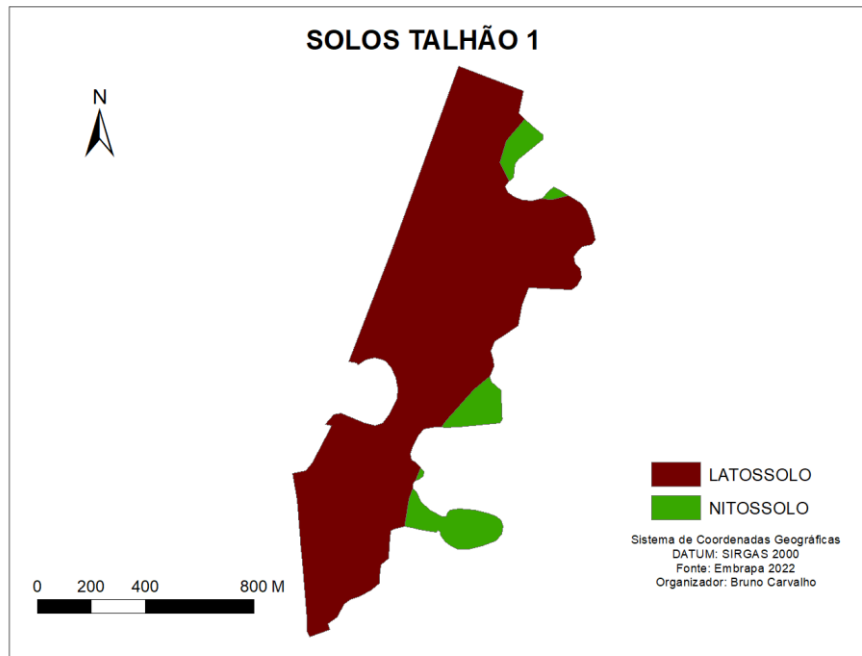 SOLOS TALHÃO 1
N
LATOSSOLO
NITOSSOLO
Sistema de Coordenadas Geográficas
DATUM: SIRGAS 2000
Fonte: Embrapa 2022
Organizador: Bruno Carvalho
0 200 400 800 M